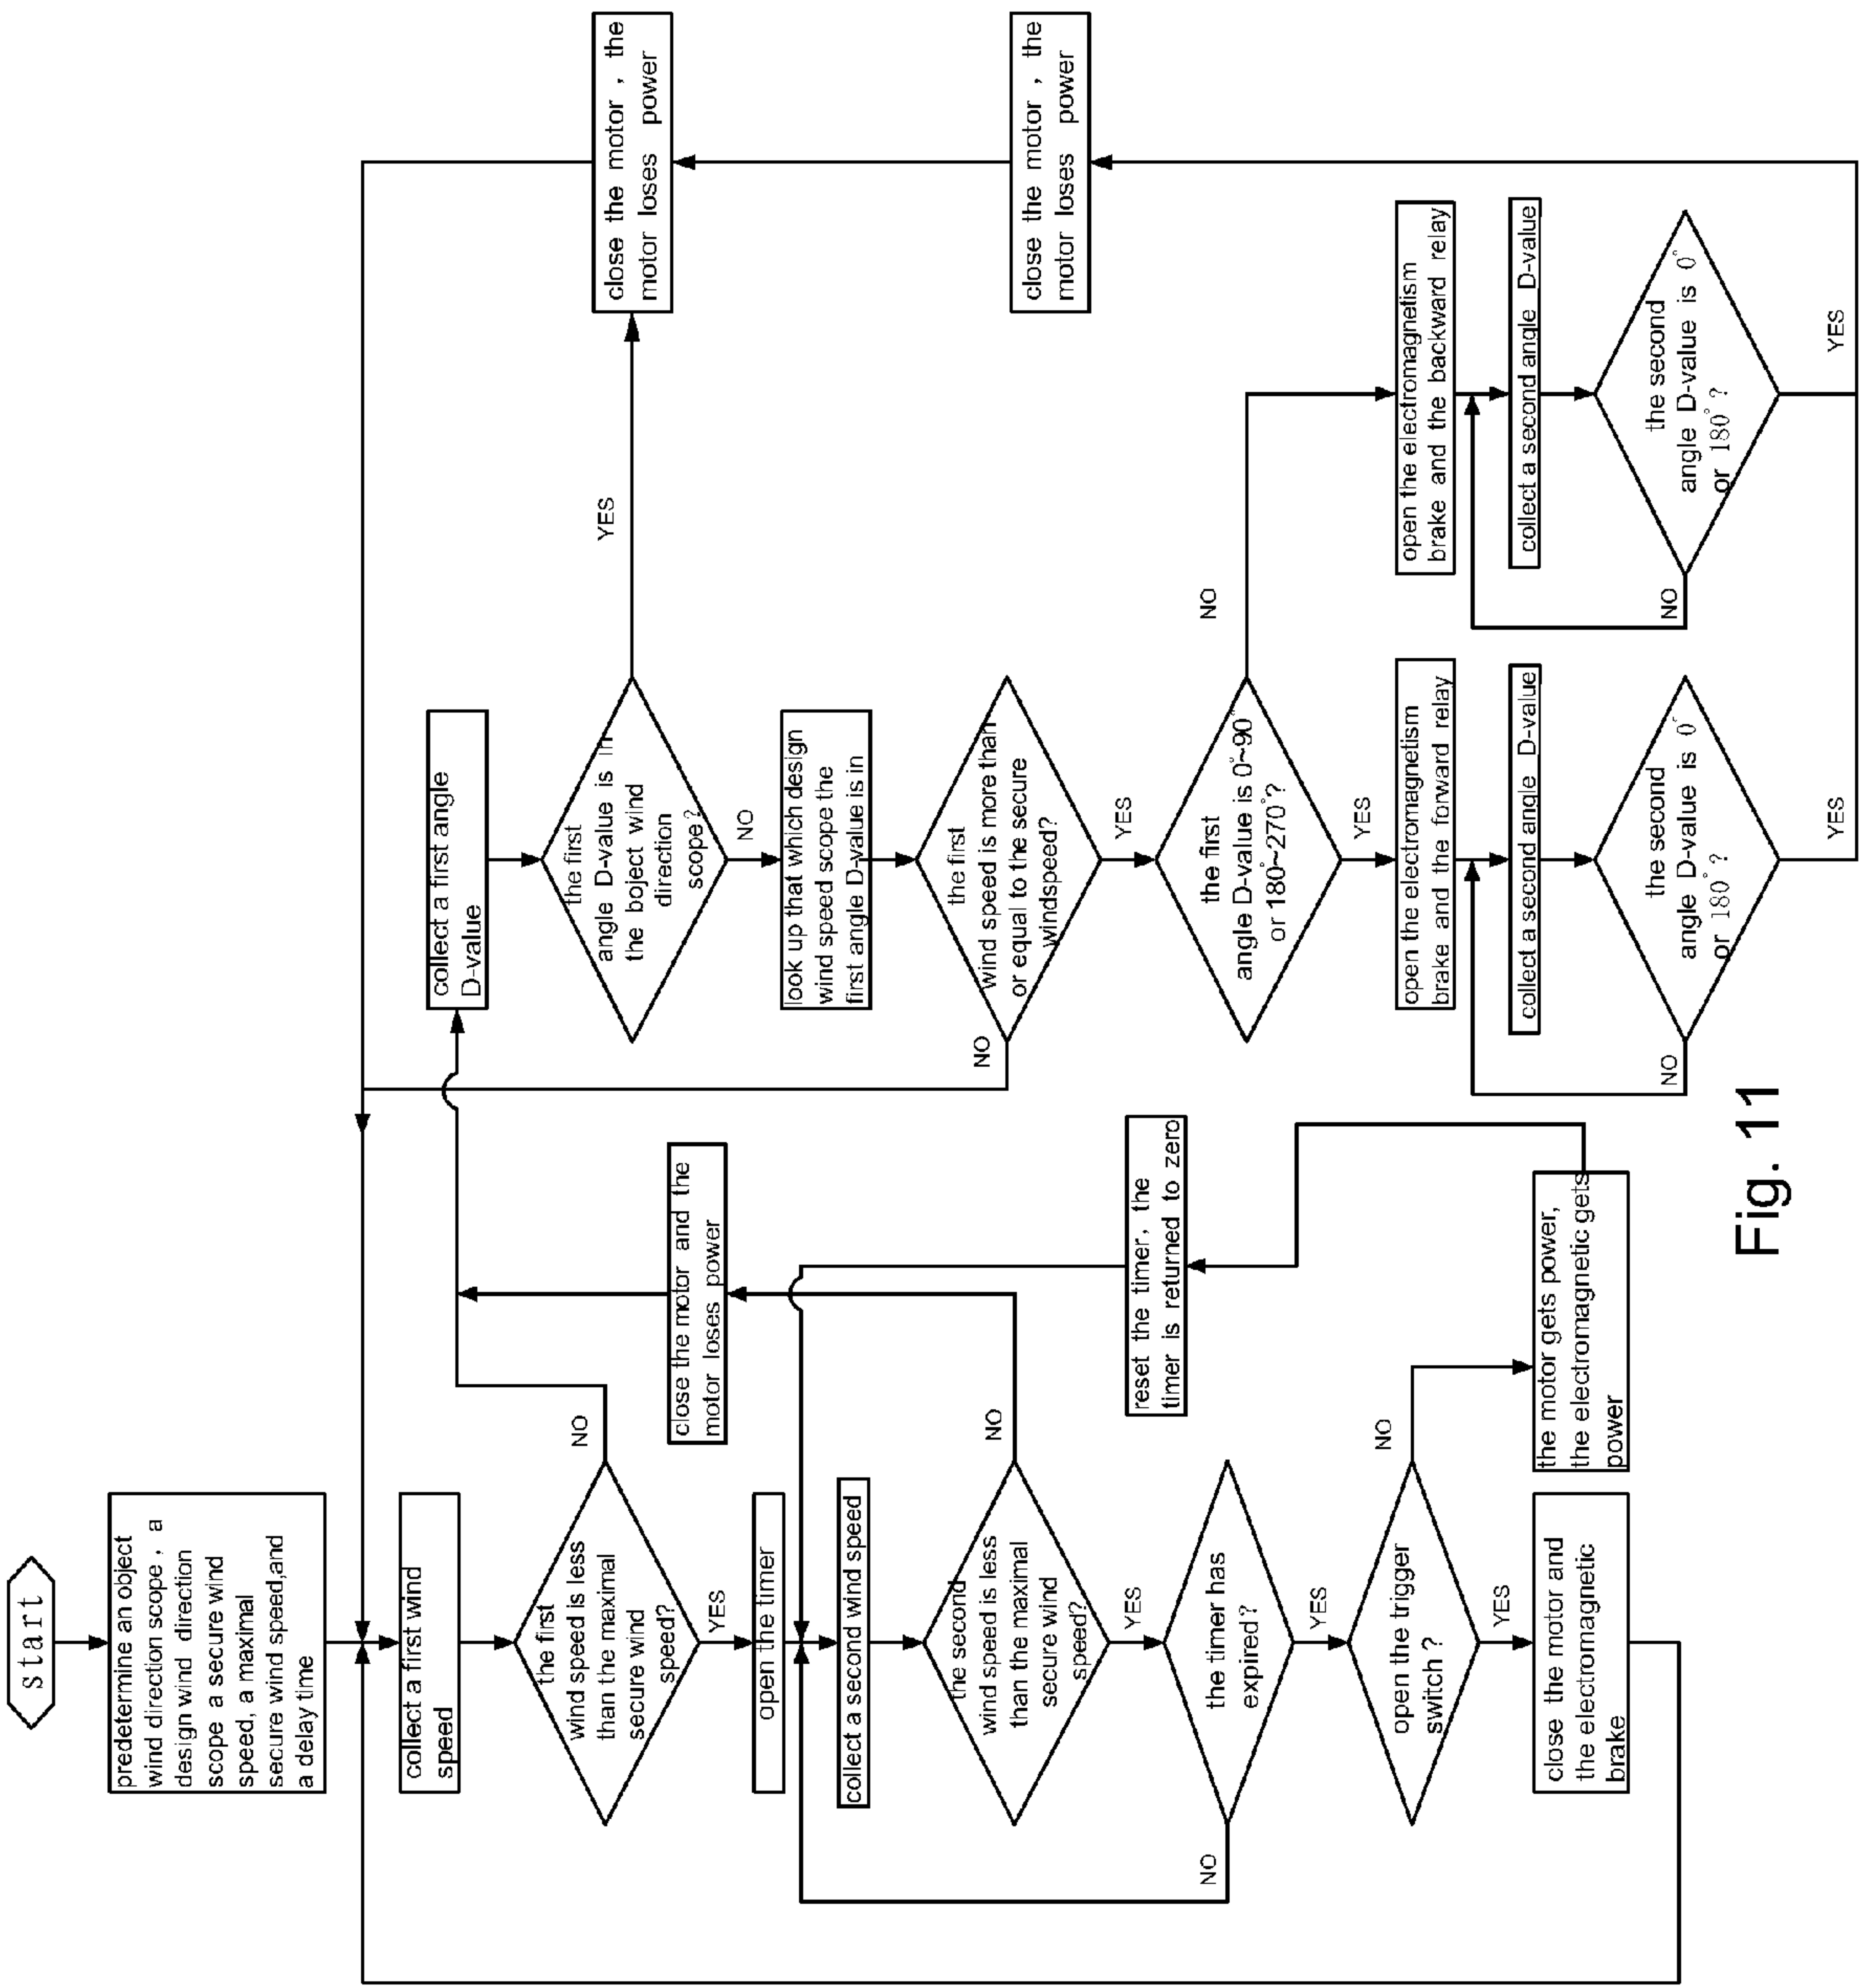 start
predetermine an object
wind direction scope , a
design wind direction
scope a secure wind
speed, a maximal
secure wind speed,and
a delay time
collect a first wind
speed
the first
wind speed is less
than the maximal
secure wind
speed?
NO
YES
open the timer
collect a second wind speed
the second
wind speed is less
than the maximal
secure wind
speed?
NO
YES
the timer has
expired?
NO
YES
open the trigger
switch ?
NO
YES
close the motor and
the electromagnetic
brake
the motor gets power,
the electromagnetic gets
power
reset the timer, the
timer is returned to zero
close the motor and the
motor loses power
collect a first angle
D-value
the first
angle D-value is in
the boject wind
direction
scope?
YES
NO
look up that which design
wind speed scope the
first angle D-value is in
the first
wind speed is more than
or equal to the secure
windspeed?
NO
YES
the first
angle D-value is 0°~90°
or 180°~270°?
NO
YES
open the electromagnetism
brake and the forward relay
collect a second angle D-value
the second
angle D-value is 0°
or 180° ?
NO
YES
open the electromagnetism
brake and the backward relay
collect a second angle D-value
the second
angle D-value is 0°
or 180° ?
NO
YES
close the motor , the
motor loses power
close the motor , the
motor loses power
Fig. 11